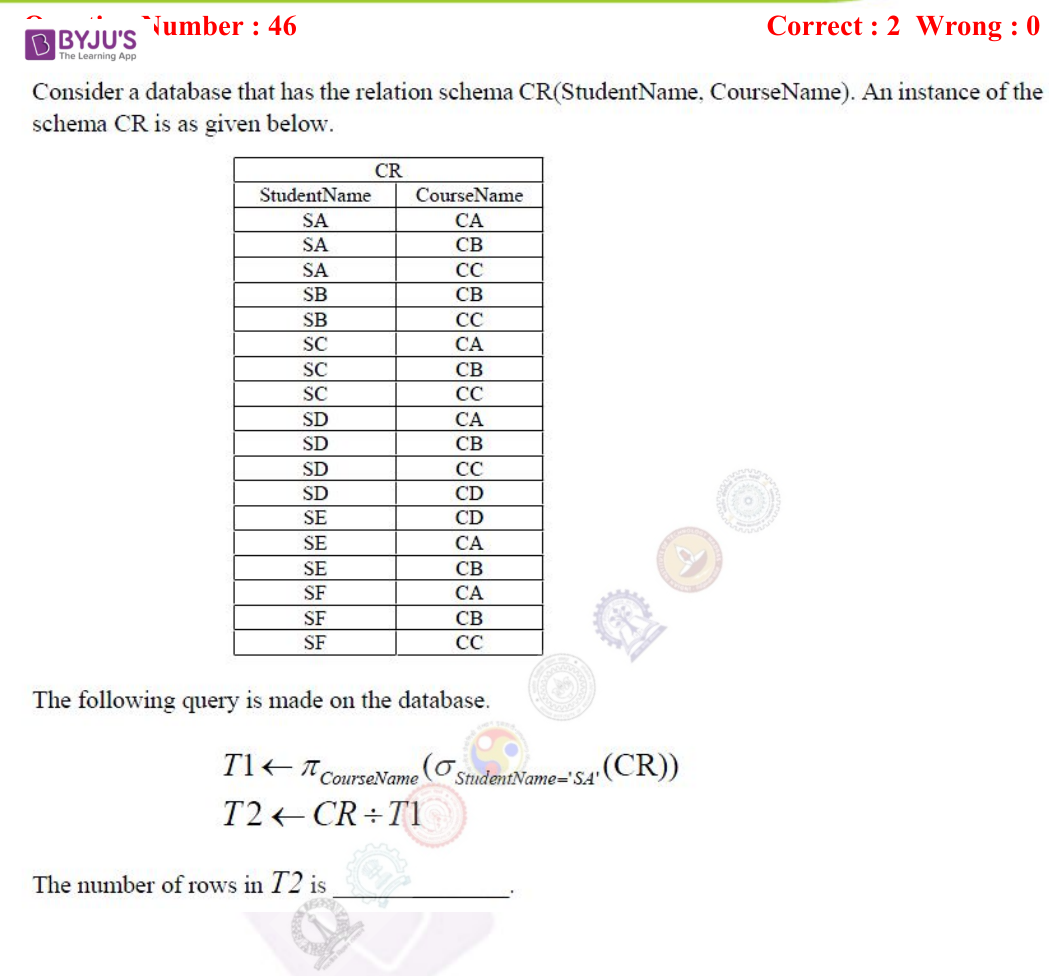 Number : 46
Correct : 2 Wrong : 0
BYJU'S
The Learning App
Consider a database that has the relation schema CR(StudentName, CourseName). An instance of the
schema CR is as given below.
CR
StudentName CourseName
SA CA
SA CB
SA CC
SB CB
SB CC
SC CA
SC CB
SC CC
SD CA
SD CB
SD CC
SD CD
SE CD
SE CA
SE CB
SF CA
SF CB
SF CC
The following query is made on the database.
T1 ← π CourseName (σ StudentName='SA' (CR))
T2 ← CR ÷ T1
The number of rows in T2 is ____________.